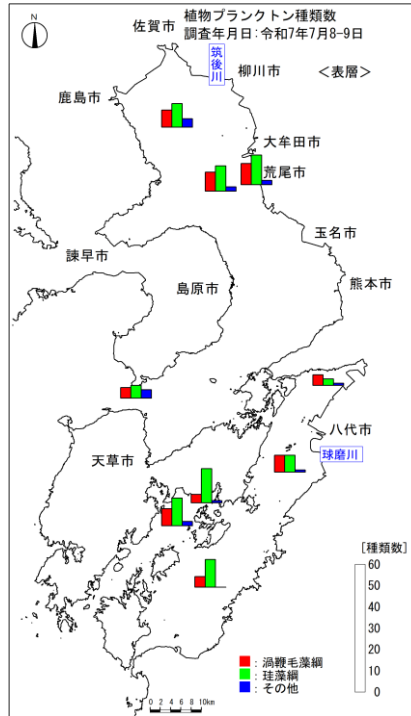 植物プランクトン種類数
調査年月日:令和7年7月8-9日
<表層>
N
佐賀市
筑後川
柳川市
鹿島市
大牟田市
荒尾市
玉名市
諫早市
島原市
熊本市
八代市
球磨川
天草市
[種類数]
60
50
40
30
20
10
0
:渦鞭毛藻綱
:珪藻綱
:その他
0 2 4 6 8 10km